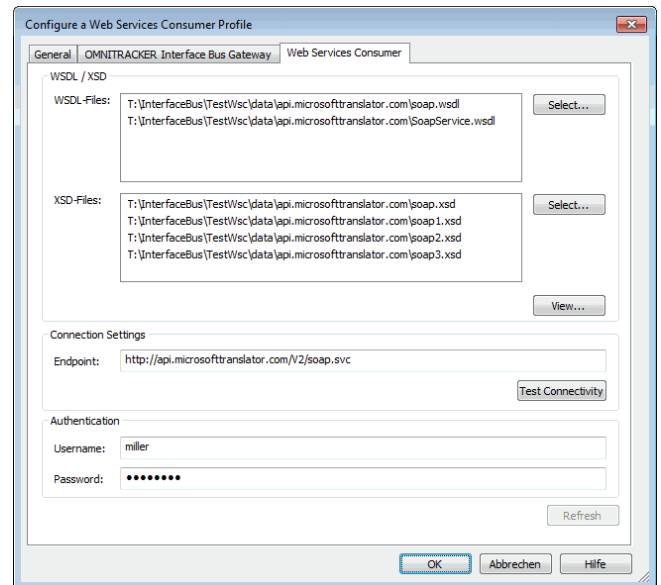 Configure a Web Services Consumer Profile
General OMNITRACKER Interface Bus Gateway Web Services Consumer
WSDL / XSD
WSDL-Files:
T:\InterfaceBus\TestWsc\data\api.microsofttranslator.com\soap.wsdl
Select...
T:\InterfaceBus\TestWsc\data\api.microsofttranslator.com\SoapService.wsdl
XSD-Files:
T:\InterfaceBus\TestWsc\data\api.microsofttranslator.com\soap.xsd
Select...
T:\InterfaceBus\TestWsc\data\api.microsofttranslator.com\soap1.xsd
T:\InterfaceBus\TestWsc\data\api.microsofttranslator.com\soap2.xsd
T:\InterfaceBus\TestWsc\data\api.microsofttranslator.com\soap3.xsd
View...
Connection Settings
Endpoint: http://api.microsofttranslator.com/V2/soap.svc
Test Connectivity
Authentication
Username: miller
Password: ●●●●●●●●
Refresh
OK Abbrechen Hilfe